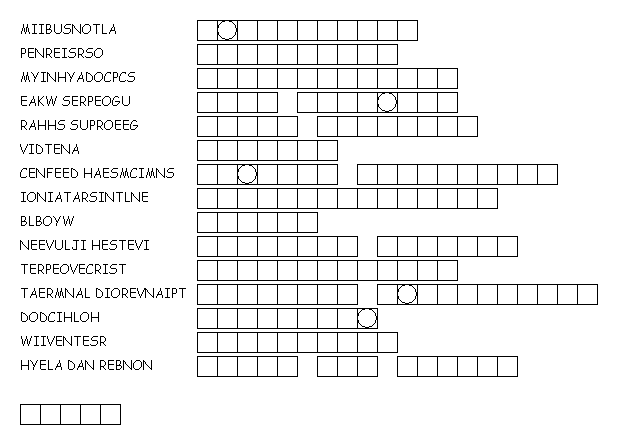 MIIBUSNOTLA
PENREISRSO
MYINHYADOCPCS
EAKW SERPEOGU
RAHHS SUPROEEG
VIDTENA
CENFEED HAESMCIMNS
IONIATARSINTLNE
BLBOYW
NEEVULJI HESTEVI
TERPEOVECRIST
TAERMNAL DIOREVNAIPT
DODCIHLOH
WIIVENTESR
HYELA DAN REBNON